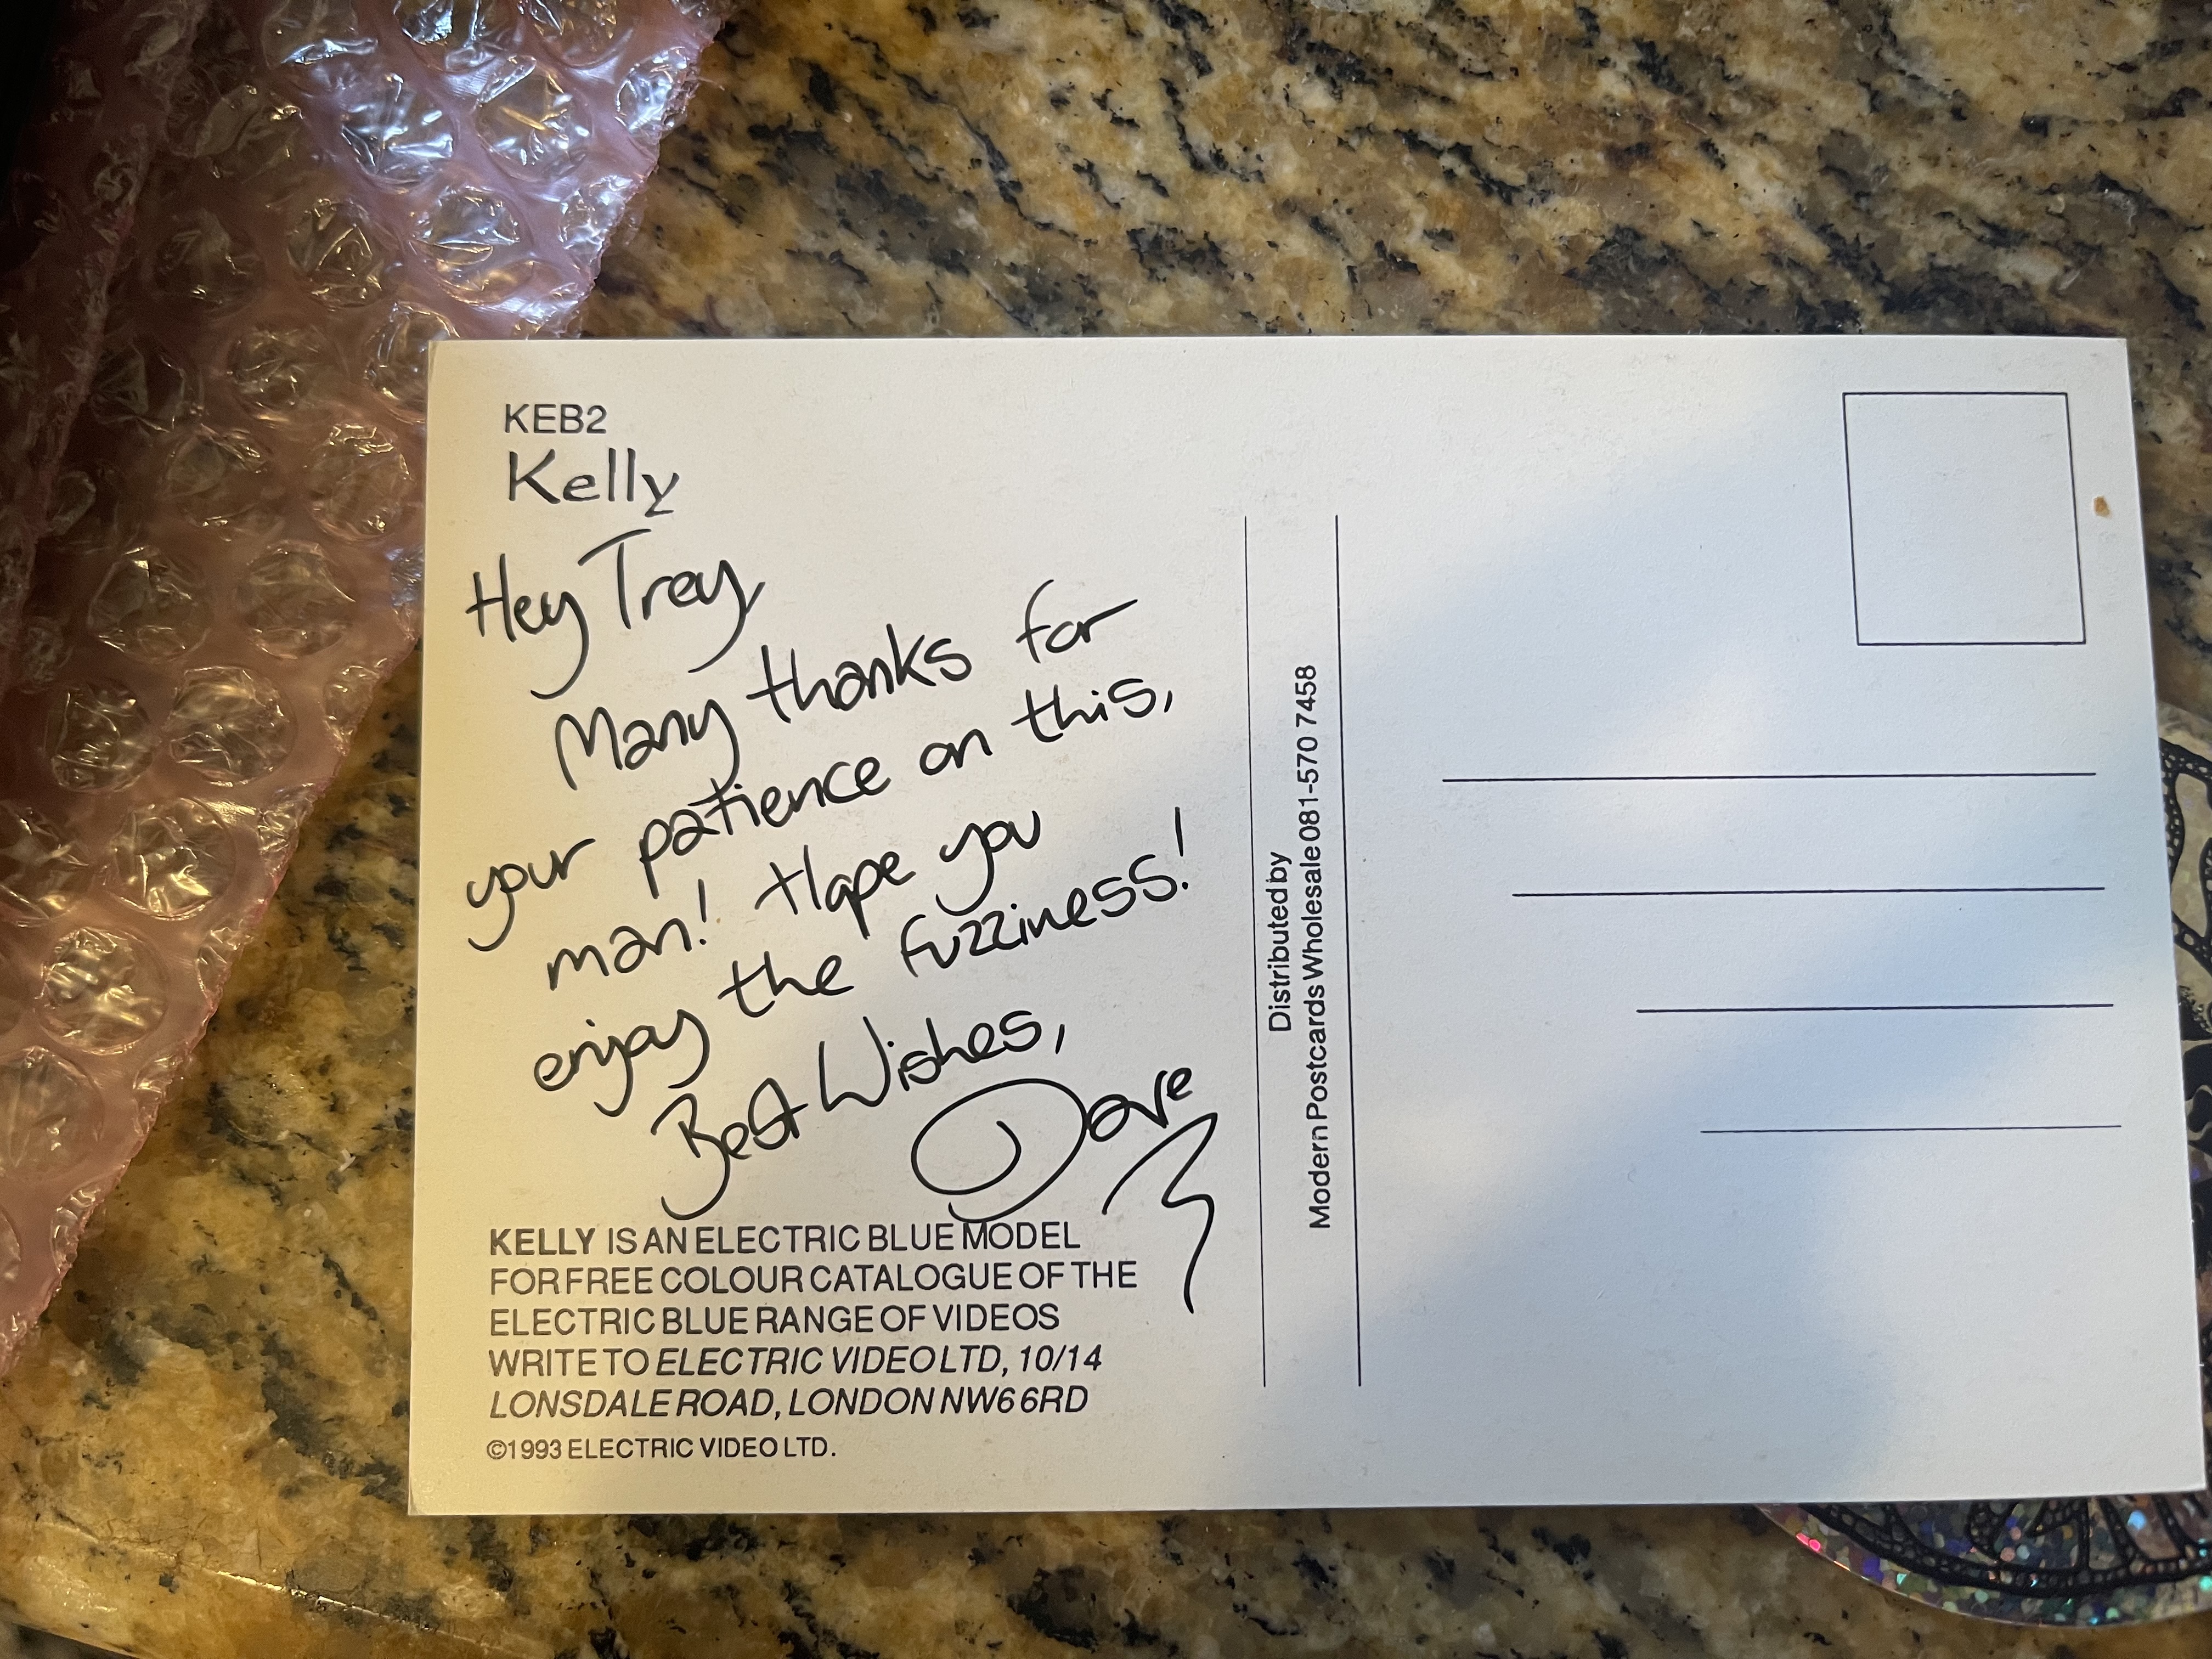 KEB2
Kelly
Hey Trey,
Many thanks for
your patience on this,
man! Hope you
enjoy the fuzziness!
Best Wishes,
Dave
KELLY IS AN ELECTRIC BLUE MODEL
FOR FREE COLOUR CATALOGUE OF THE
ELECTRIC BLUE RANGE OF VIDEOS
WRITE TO ELECTRIC VIDEO LTD, 10/14
LONSDALE ROAD, LONDON NW6 6RD
©1993 ELECTRIC VIDEO LTD.
Distributed by
Modern Postcards Wholesale 081-570 7458